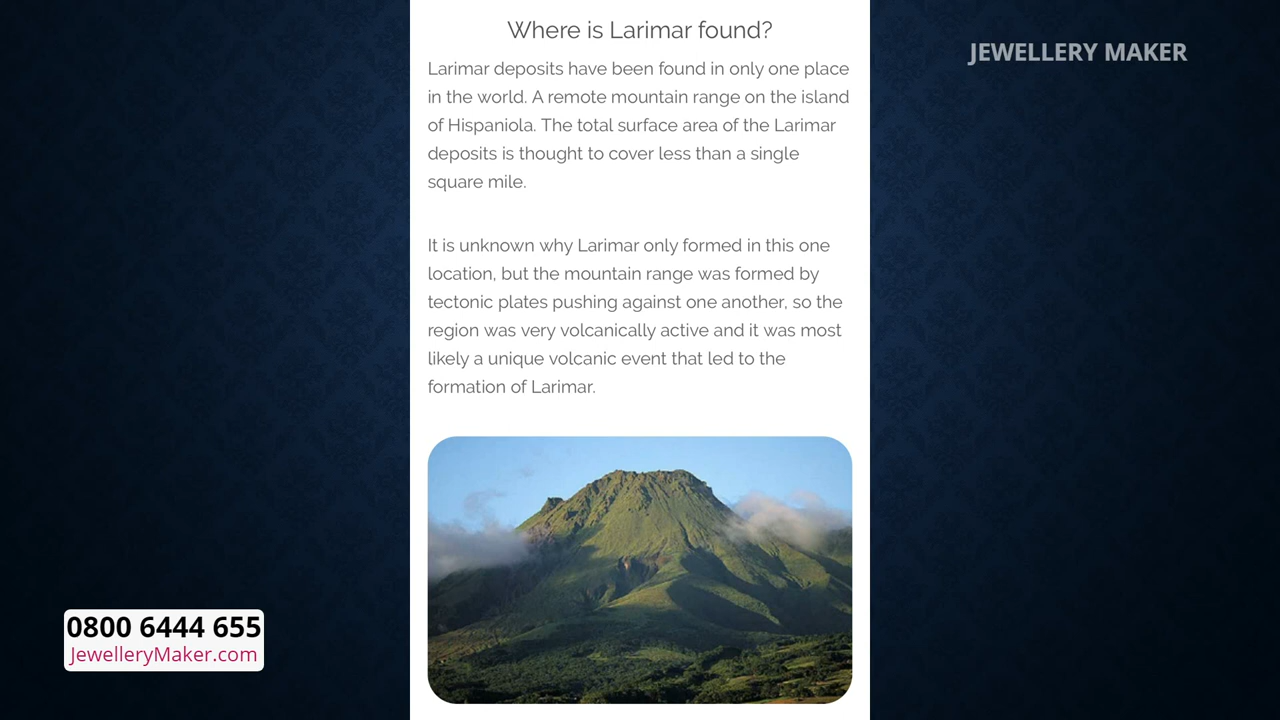 Where is Larimar found?
Larimar deposits have been found in only one place
in the world. A remote mountain range on the island
of Hispaniola. The total surface area of the Larimar
deposits is thought to cover less than a single
square mile.
It is unknown why Larimar only formed in this one
location, but the mountain range was formed by
tectonic plates pushing against one another, so the
region was very volcanically active and it was most
likely a unique volcanic event that led to the
formation of Larimar.
JEWELLERY MAKER
0800 6444 655
JewelleryMaker.com